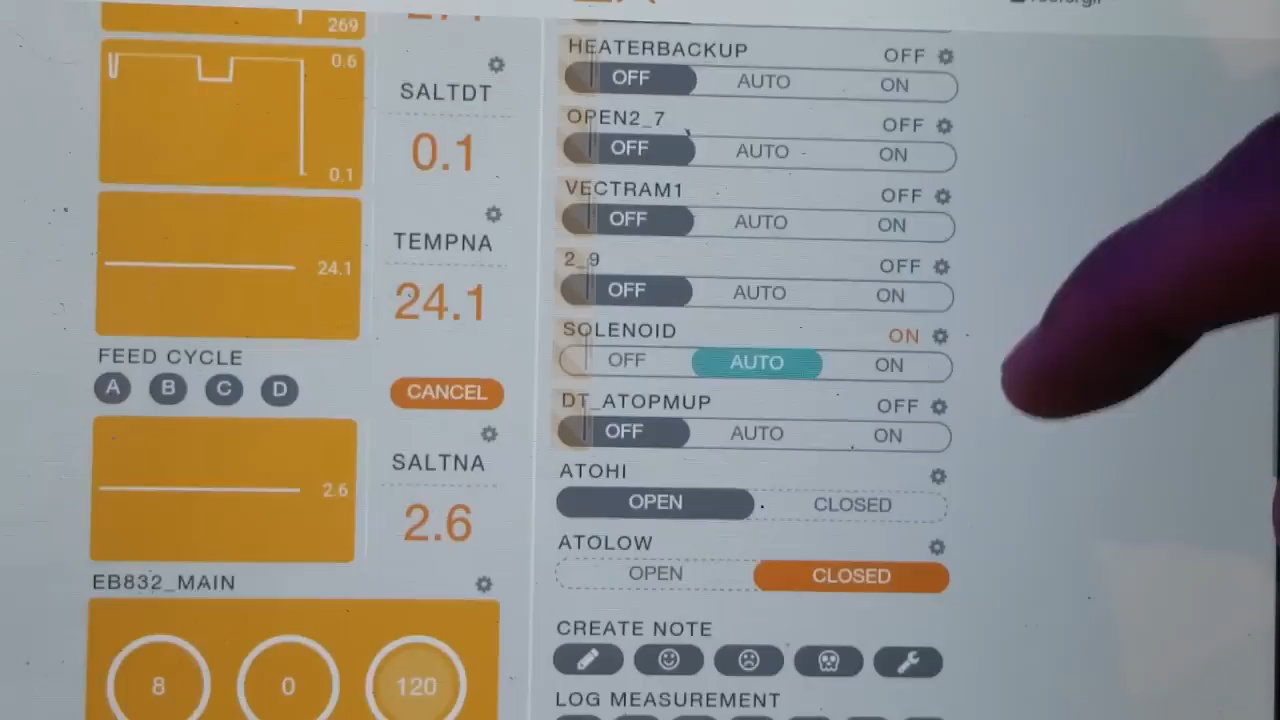 269
0.6
SALTDT
0.1
0.1
TEMPNA
24.1
24.1
FEED CYCLE
A B C D
CANCEL
SALTNA
2.6
2.6
EB832_MAIN
8 0 120
HEATERBACKUP OFF
OFF AUTO ON
OPEN2_7 OFF
OFF AUTO ON
VECTRAM1 OFF
OFF AUTO ON
2_9 OFF
OFF AUTO ON
SOLENOID ON
OFF AUTO ON
DT_ATOPMUP OFF
OFF AUTO ON
ATOHI
OPEN CLOSED
ATOLOW
OPEN CLOSED
CREATE NOTE
LOG MEASUREMENT